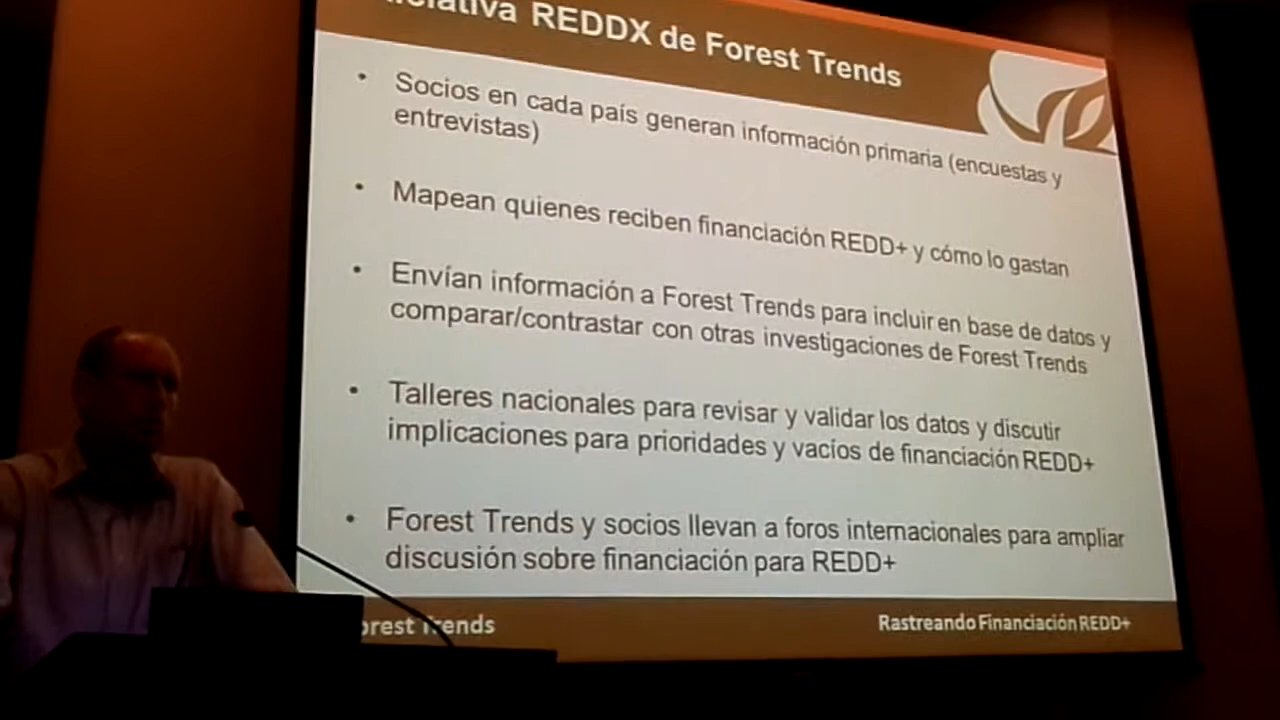 iciativa REDDX de Forest Trends
• Socios en cada país generan información primaria (encuestas y
entrevistas)
• Mapean quienes reciben financiación REDD+ y cómo lo gastan
• Envían información a Forest Trends para incluir en base de datos y
comparar/contrastar con otras investigaciones de Forest Trends
• Talleres nacionales para revisar y validar los datos y discutir
implicaciones para prioridades y vacíos de financiación REDD+
• Forest Trends y socios llevan a foros internacionales para ampliar
discusión sobre financiación para REDD+
orest Trends
Rastreando Financiación REDD+